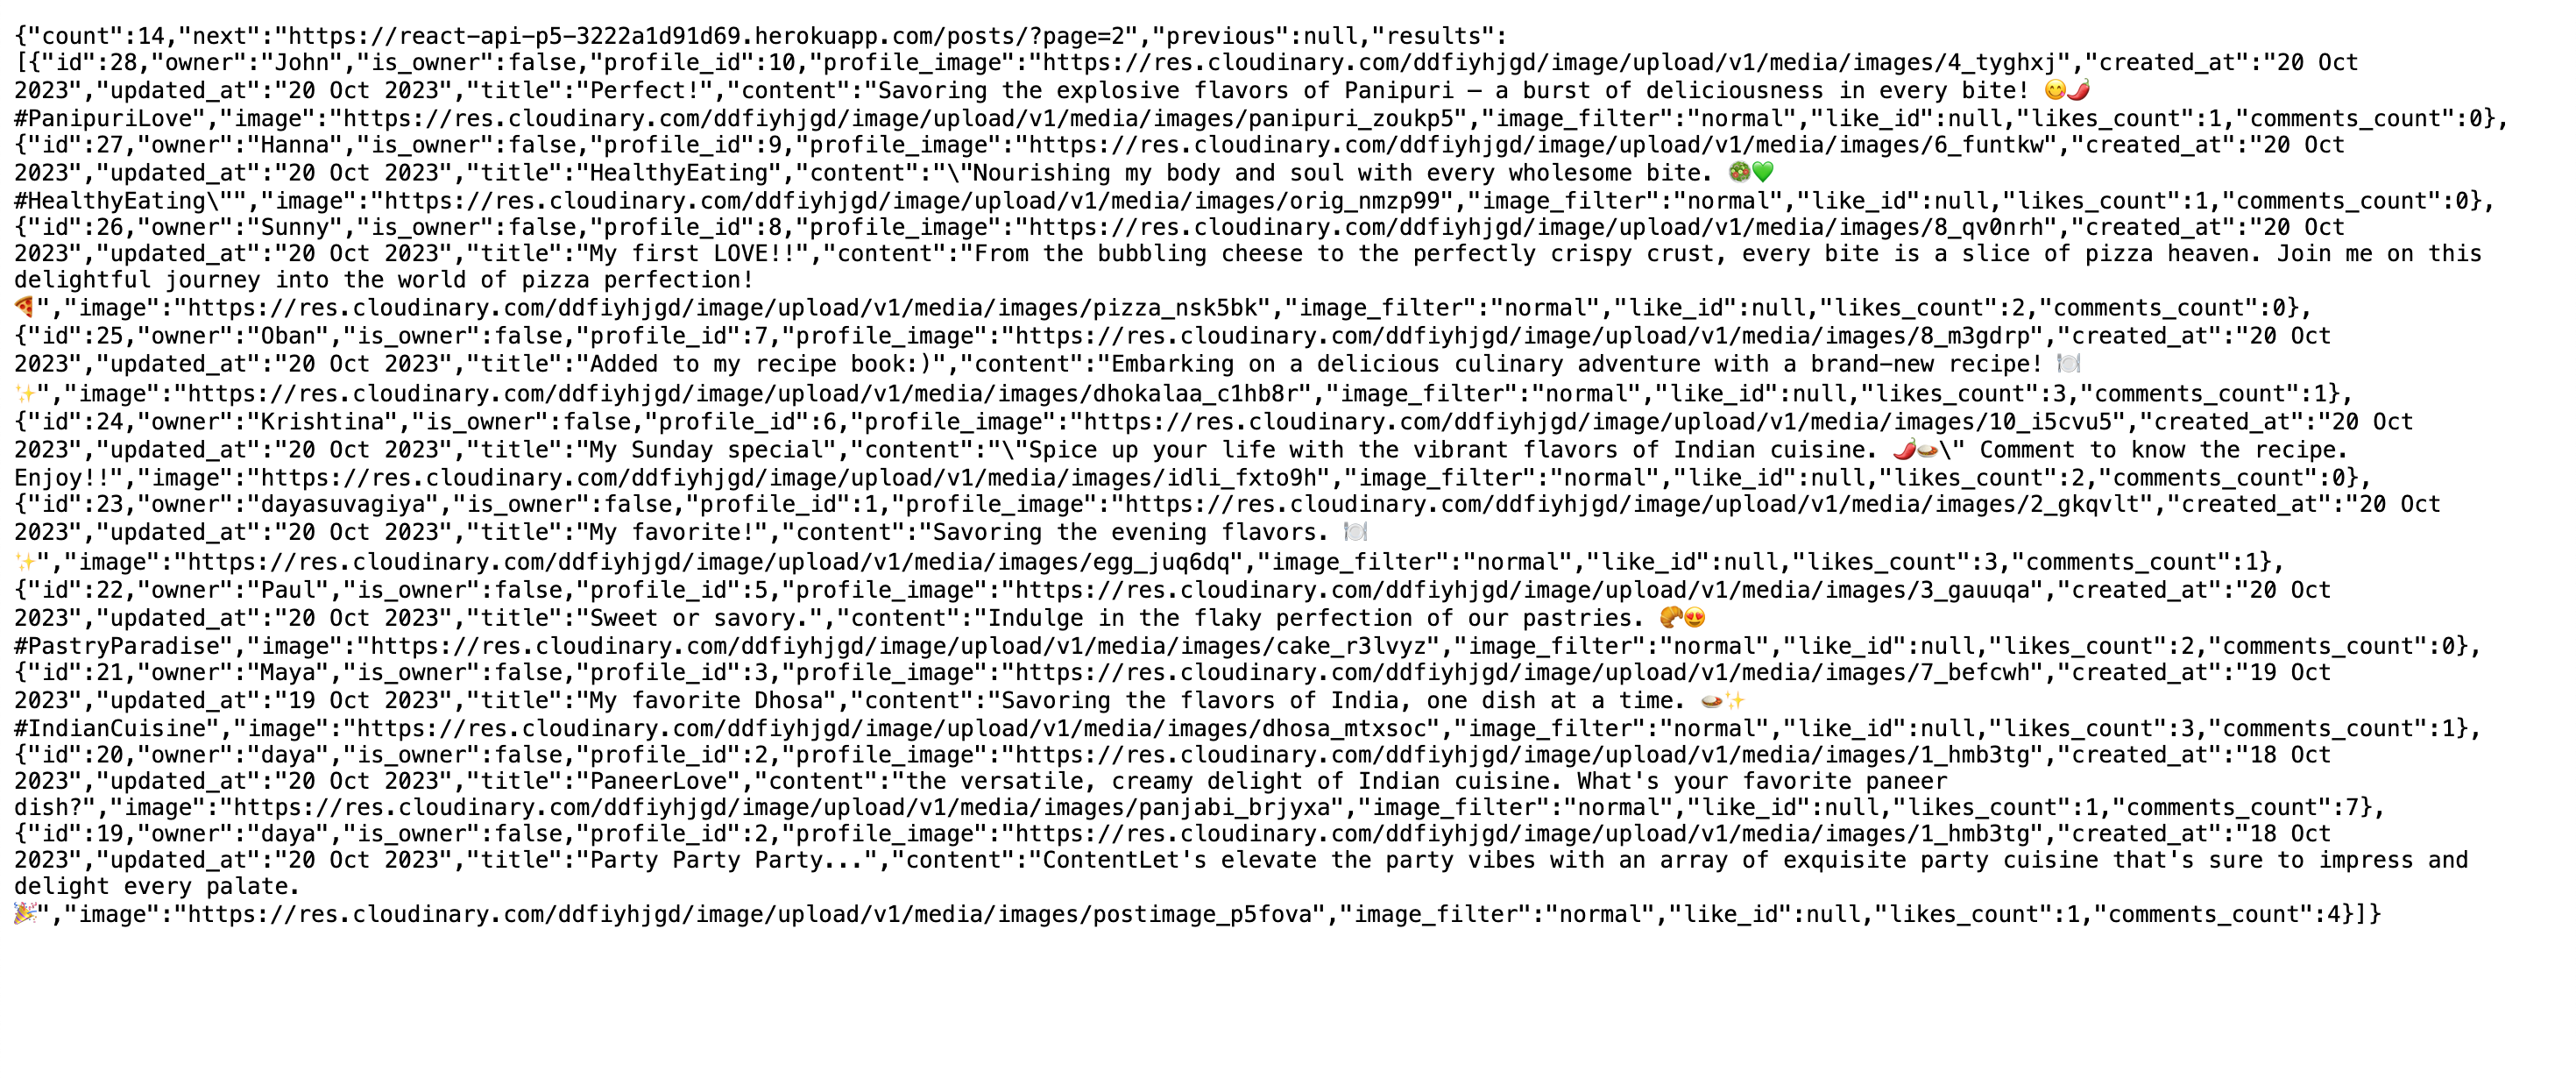 {"count":14,"next":"https://react-api-p5-3222a1d91d69.herokuapp.com/posts/?page=2","previous":null,"results":
[{"id":28,"owner":"John","is_owner":false,"profile_id":10,"profile_image":"https://res.cloudinary.com/ddfiyhjgd/image/upload/v1/media/images/4_tyghxj","created_at":"20 Oct
2023","updated_at":"20 Oct 2023","title":"Perfect!","content":"Savoring the explosive flavors of Panipuri – a burst of deliciousness in every bite! 😋🌶️
#PanipuriLove","image":"https://res.cloudinary.com/ddfiyhjgd/image/upload/v1/media/images/panipuri_zoukp5","image_filter":"normal","like_id":null,"likes_count":1,"comments_count":0},
{"id":27,"owner":"Hanna","is_owner":false,"profile_id":9,"profile_image":"https://res.cloudinary.com/ddfiyhjgd/image/upload/v1/media/images/6_funtkw","created_at":"20 Oct
2023","updated_at":"20 Oct 2023","title":"HealthyEating","content":"\"Nourishing my body and soul with every wholesome bite. 🥗💚
#HealthyEating\"","image":"https://res.cloudinary.com/ddfiyhjgd/image/upload/v1/media/images/orig_nmzp99","image_filter":"normal","like_id":null,"likes_count":1,"comments_count":0},
{"id":26,"owner":"Sunny","is_owner":false,"profile_id":8,"profile_image":"https://res.cloudinary.com/ddfiyhjgd/image/upload/v1/media/images/8_qv0nrh","created_at":"20 Oct
2023","updated_at":"20 Oct 2023","title":"My first LOVE!!","content":"From the bubbling cheese to the perfectly crispy crust, every bite is a slice of pizza heaven. Join me on this
delightful journey into the world of pizza perfection!
🍕","image":"https://res.cloudinary.com/ddfiyhjgd/image/upload/v1/media/images/pizza_nsk5bk","image_filter":"normal","like_id":null,"likes_count":2,"comments_count":0},
{"id":25,"owner":"Oban","is_owner":false,"profile_id":7,"profile_image":"https://res.cloudinary.com/ddfiyhjgd/image/upload/v1/media/images/8_m3gdrp","created_at":"20 Oct
2023","updated_at":"20 Oct 2023","title":"Added to my recipe book:)","content":"Embarking on a delicious culinary adventure with a brand-new recipe! 🍽️
✨","image":"https://res.cloudinary.com/ddfiyhjgd/image/upload/v1/media/images/dhokalaa_c1hb8r","image_filter":"normal","like_id":null,"likes_count":3,"comments_count":1},
{"id":24,"owner":"Krishtina","is_owner":false,"profile_id":6,"profile_image":"https://res.cloudinary.com/ddfiyhjgd/image/upload/v1/media/images/10_i5cvu5","created_at":"20 Oct
2023","updated_at":"20 Oct 2023","title":"My Sunday special","content":"\"Spice up your life with the vibrant flavors of Indian cuisine. 🌶️🍛\" Comment to know the recipe.
Enjoy!!","image":"https://res.cloudinary.com/ddfiyhjgd/image/upload/v1/media/images/idli_fxto9h","image_filter":"normal","like_id":null,"likes_count":2,"comments_count":0},
{"id":23,"owner":"dayasuvagiya","is_owner":false,"profile_id":1,"profile_image":"https://res.cloudinary.com/ddfiyhjgd/image/upload/v1/media/images/2_gkqvlt","created_at":"20 Oct
2023","updated_at":"20 Oct 2023","title":"My favorite!","content":"Savoring the evening flavors. 🍽️
✨","image":"https://res.cloudinary.com/ddfiyhjgd/image/upload/v1/media/images/egg_juq6dq","image_filter":"normal","like_id":null,"likes_count":3,"comments_count":1},
{"id":22,"owner":"Paul","is_owner":false,"profile_id":5,"profile_image":"https://res.cloudinary.com/ddfiyhjgd/image/upload/v1/media/images/3_gauuqa","created_at":"20 Oct
2023","updated_at":"20 Oct 2023","title":"Sweet or savory.","content":"Indulge in the flaky perfection of our pastries. 🥐😍
#PastryParadise","image":"https://res.cloudinary.com/ddfiyhjgd/image/upload/v1/media/images/cake_r3lvyz","image_filter":"normal","like_id":null,"likes_count":2,"comments_count":0},
{"id":21,"owner":"Maya","is_owner":false,"profile_id":3,"profile_image":"https://res.cloudinary.com/ddfiyhjgd/image/upload/v1/media/images/7_befcwh","created_at":"19 Oct
2023","updated_at":"19 Oct 2023","title":"My favorite Dhosa","content":"Savoring the flavors of India, one dish at a time. 🍛✨
#IndianCuisine","image":"https://res.cloudinary.com/ddfiyhjgd/image/upload/v1/media/images/dhosa_mtxsoc","image_filter":"normal","like_id":null,"likes_count":3,"comments_count":1},
{"id":20,"owner":"daya","is_owner":false,"profile_id":2,"profile_image":"https://res.cloudinary.com/ddfiyhjgd/image/upload/v1/media/images/1_hmb3tg","created_at":"18 Oct
2023","updated_at":"20 Oct 2023","title":"PaneerLove","content":"the versatile, creamy delight of Indian cuisine. What's your favorite paneer
dish?","image":"https://res.cloudinary.com/ddfiyhjgd/image/upload/v1/media/images/panjabi_brjyxa","image_filter":"normal","like_id":null,"likes_count":1,"comments_count":7},
{"id":19,"owner":"daya","is_owner":false,"profile_id":2,"profile_image":"https://res.cloudinary.com/ddfiyhjgd/image/upload/v1/media/images/1_hmb3tg","created_at":"18 Oct
2023","updated_at":"20 Oct 2023","title":"Party Party Party...","content":"ContentLet's elevate the party vibes with an array of exquisite party cuisine that's sure to impress and
delight every palate.
🎉","image":"https://res.cloudinary.com/ddfiyhjgd/image/upload/v1/media/images/postimage_p5fova","image_filter":"normal","like_id":null,"likes_count":1,"comments_count":4}]}